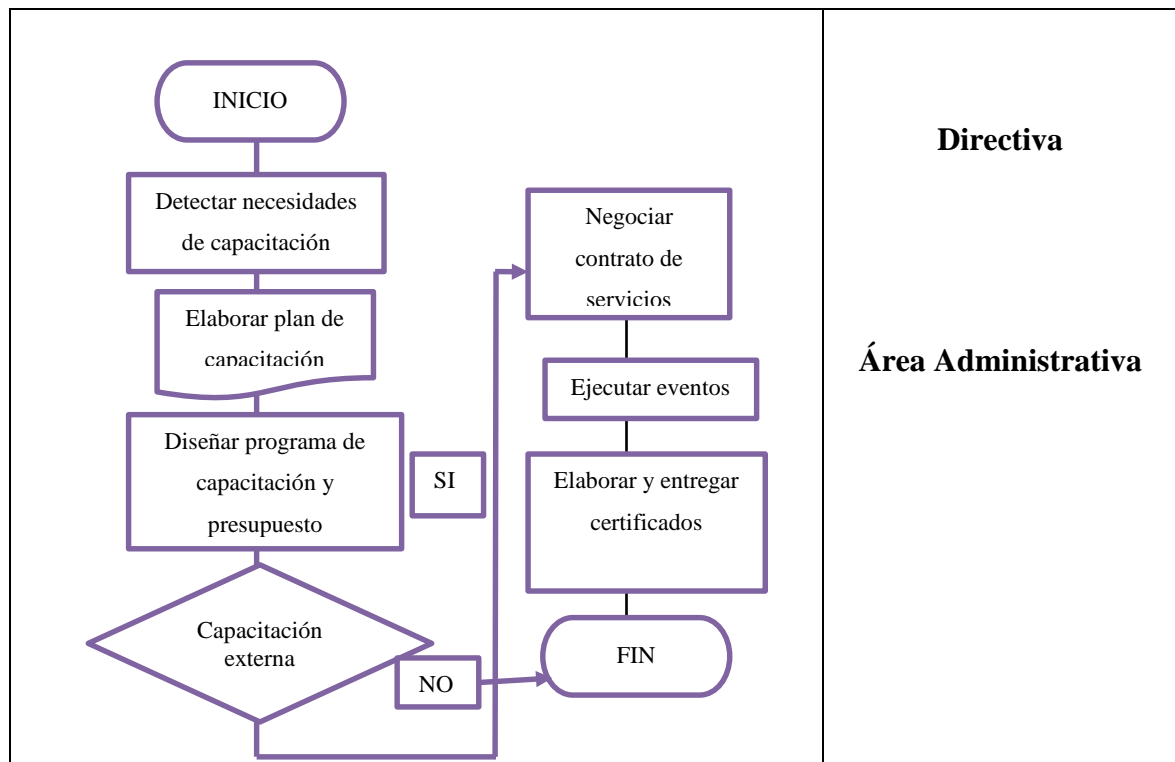 INICIO
Detectar necesidades
de capacitación
Elaborar plan de
capacitación
Diseñar programa de
capacitación y
presupuesto
Capacitación
externa
SI
NO
Negociar
contrato de
servicios
Ejecutar eventos
Elaborar y entregar
certificados
FIN
Directiva
Área Administrativa